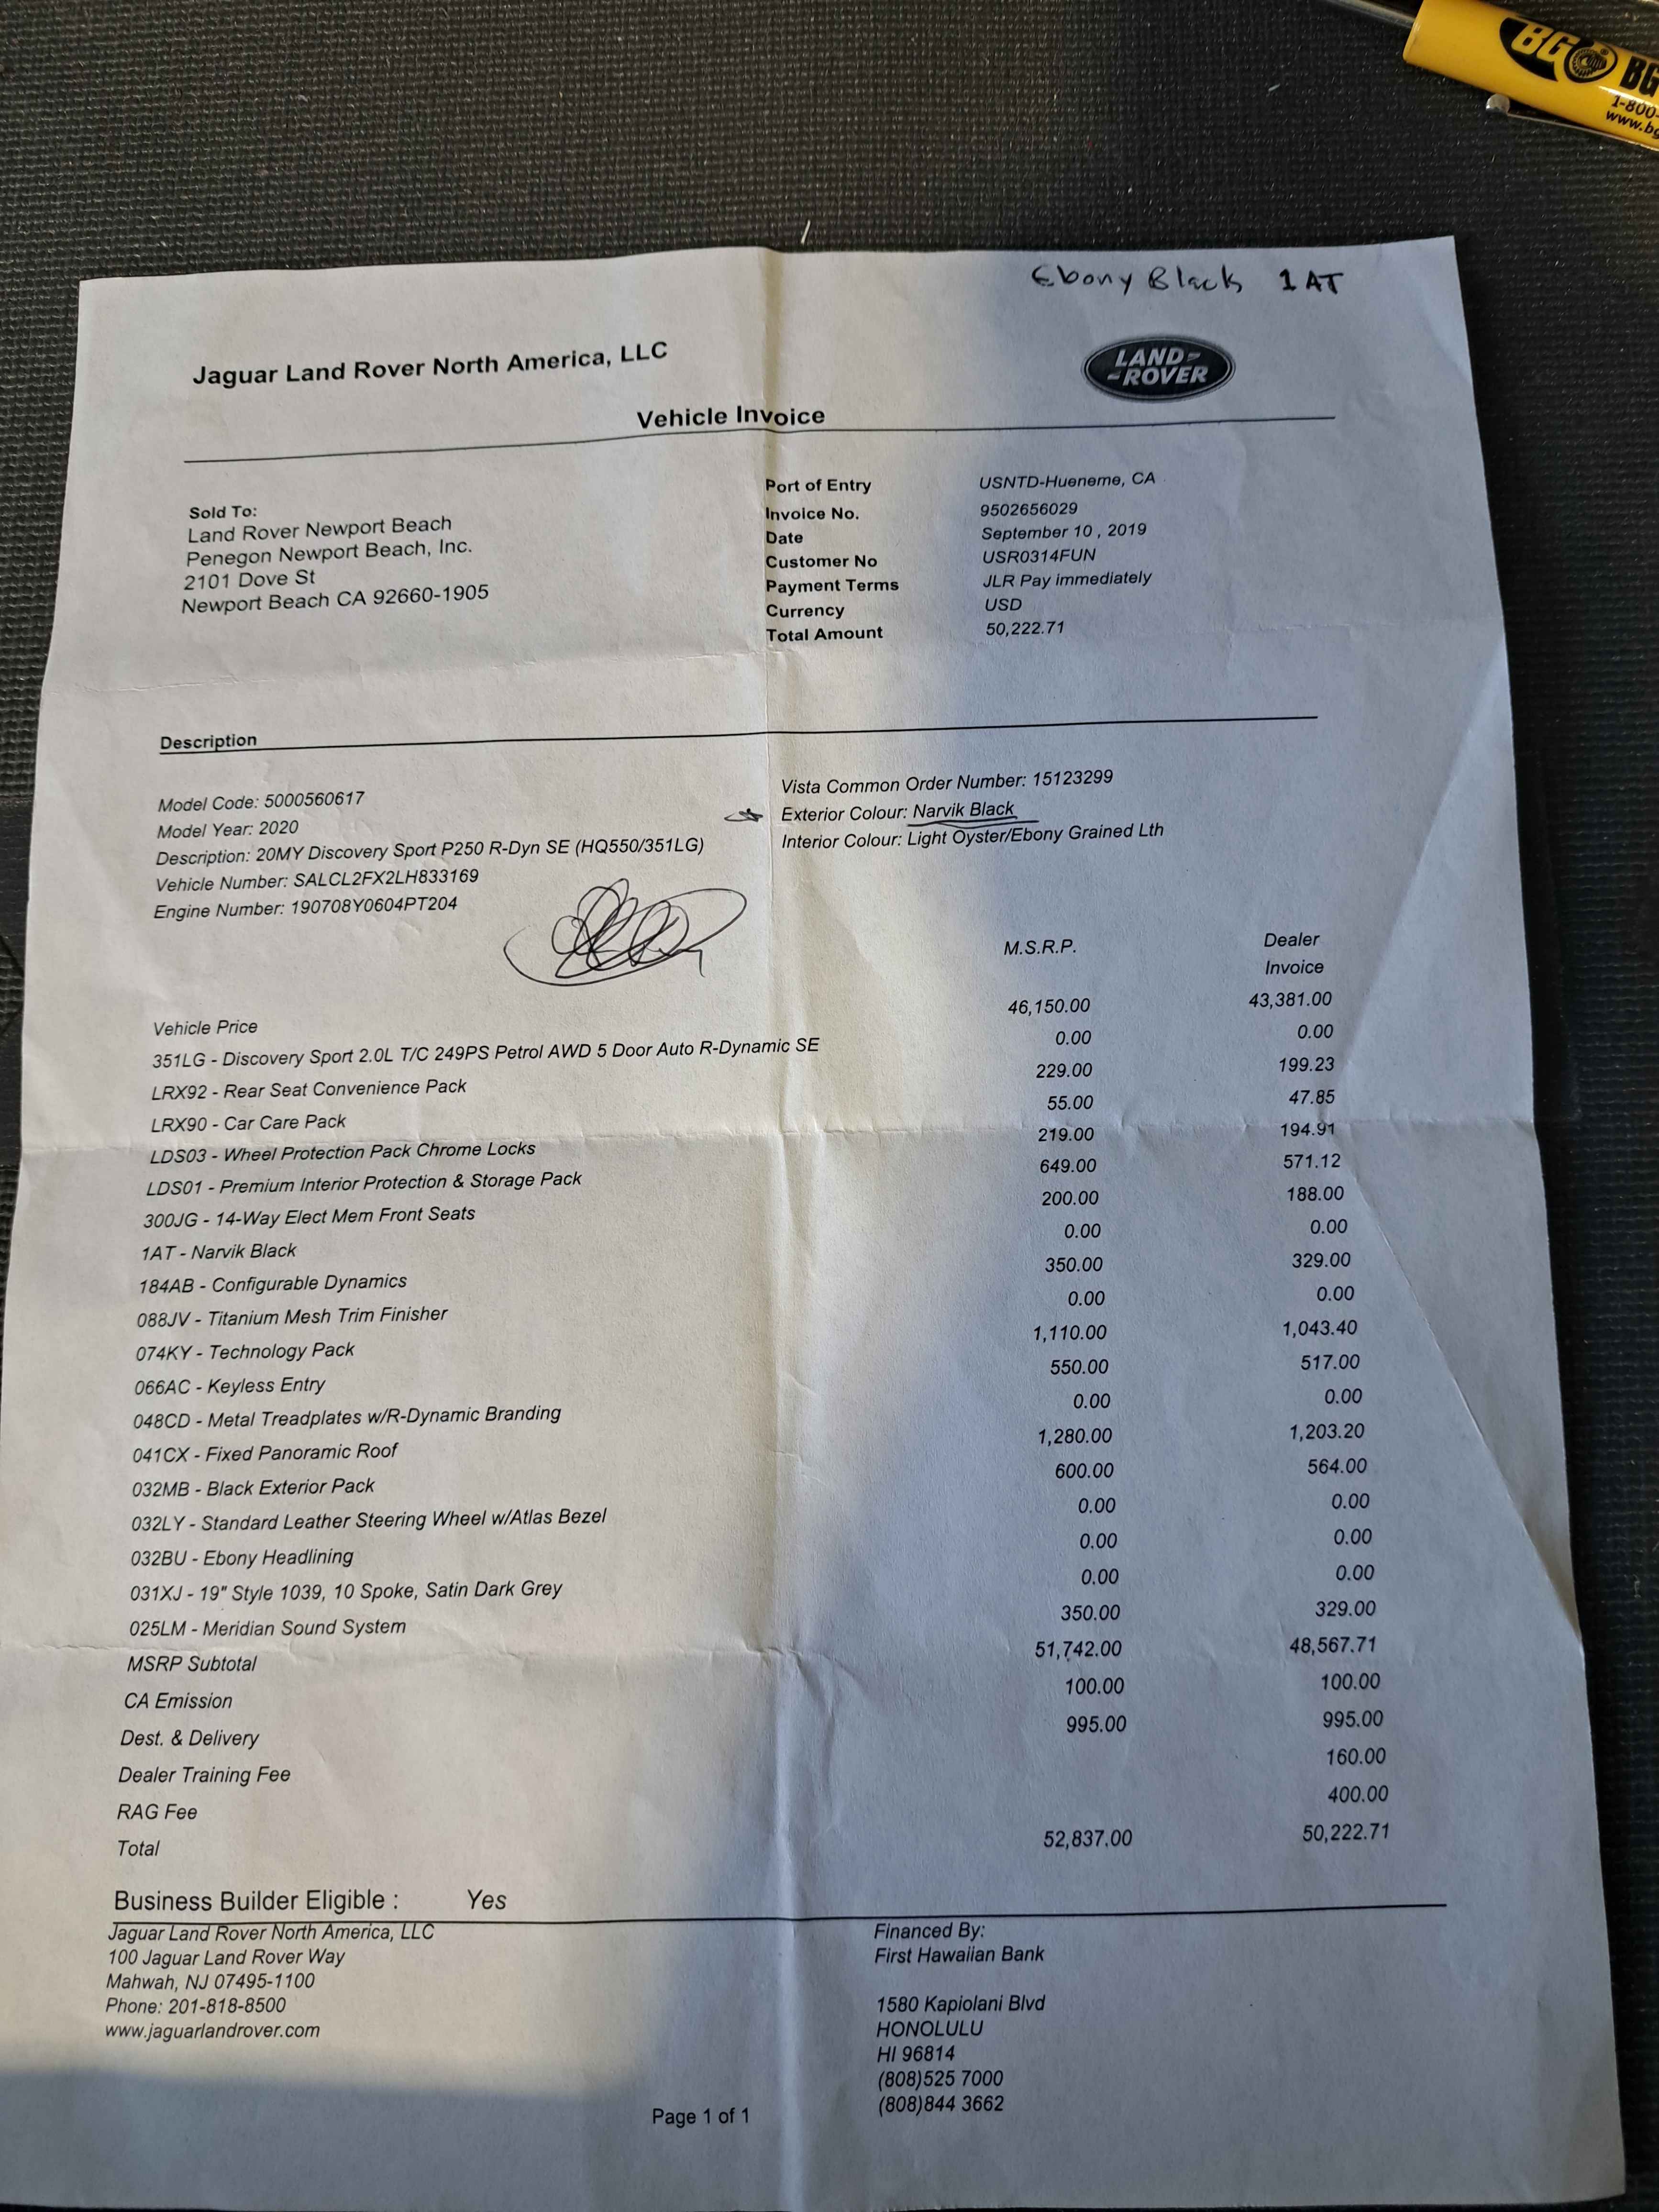 BG BG
1-800-
www.bg
Ebony Black 1AT
Jaguar Land Rover North America, LLC
LAND-
-ROVER
Vehicle Invoice
Sold To:
Land Rover Newport Beach
Penegon Newport Beach, Inc.
2101 Dove St
Newport Beach CA 92660-1905
Port of Entry USNTD-Hueneme, CA
Invoice No. 9502656029
Date September 10 , 2019
Customer No USR0314FUN
Payment Terms JLR Pay immediately
Currency USD
Total Amount 50,222.71
Description
Model Code: 5000560617
Model Year: 2020
Description: 20MY Discovery Sport P250 R-Dyn SE (HQ550/351LG)
Vehicle Number: SALCL2FX2LH833169
Engine Number: 190708Y0604PT204
Vista Common Order Number: 15123299
Exterior Colour: Narvik Black
Interior Colour: Light Oyster/Ebony Grained Lth
M.S.R.P. Dealer
Invoice
Vehicle Price 46,150.00 43,381.00
351LG - Discovery Sport 2.0L T/C 249PS Petrol AWD 5 Door Auto R-Dynamic SE 0.00 0.00
LRX92 - Rear Seat Convenience Pack 229.00 199.23
LRX90 - Car Care Pack 55.00 47.85
LDS03 - Wheel Protection Pack Chrome Locks 219.00 194.91
LDS01 - Premium Interior Protection & Storage Pack 649.00 571.12
300JG - 14-Way Elect Mem Front Seats 200.00 188.00
1AT - Narvik Black 0.00 0.00
184AB - Configurable Dynamics 350.00 329.00
088JV - Titanium Mesh Trim Finisher 0.00 0.00
074KY - Technology Pack 1,110.00 1,043.40
066AC - Keyless Entry 550.00 517.00
048CD - Metal Treadplates w/R-Dynamic Branding 0.00 0.00
041CX - Fixed Panoramic Roof 1,280.00 1,203.20
032MB - Black Exterior Pack 600.00 564.00
032LY - Standard Leather Steering Wheel w/Atlas Bezel 0.00 0.00
032BU - Ebony Headlining 0.00 0.00
031XJ - 19" Style 1039, 10 Spoke, Satin Dark Grey 0.00 0.00
025LM - Meridian Sound System 350.00 329.00
MSRP Subtotal 51,742.00 48,567.71
CA Emission 100.00 100.00
Dest. & Delivery 995.00 995.00
Dealer Training Fee 160.00
RAG Fee 400.00
Total 52,837.00 50,222.71
Business Builder Eligible : Yes
Jaguar Land Rover North America, LLC
100 Jaguar Land Rover Way
Mahwah, NJ 07495-1100
Phone: 201-818-8500
www.jaguarlandrover.com
Financed By:
First Hawaiian Bank
1580 Kapiolani Blvd
HONOLULU
HI 96814
(808)525 7000
(808)844 3662
Page 1 of 1